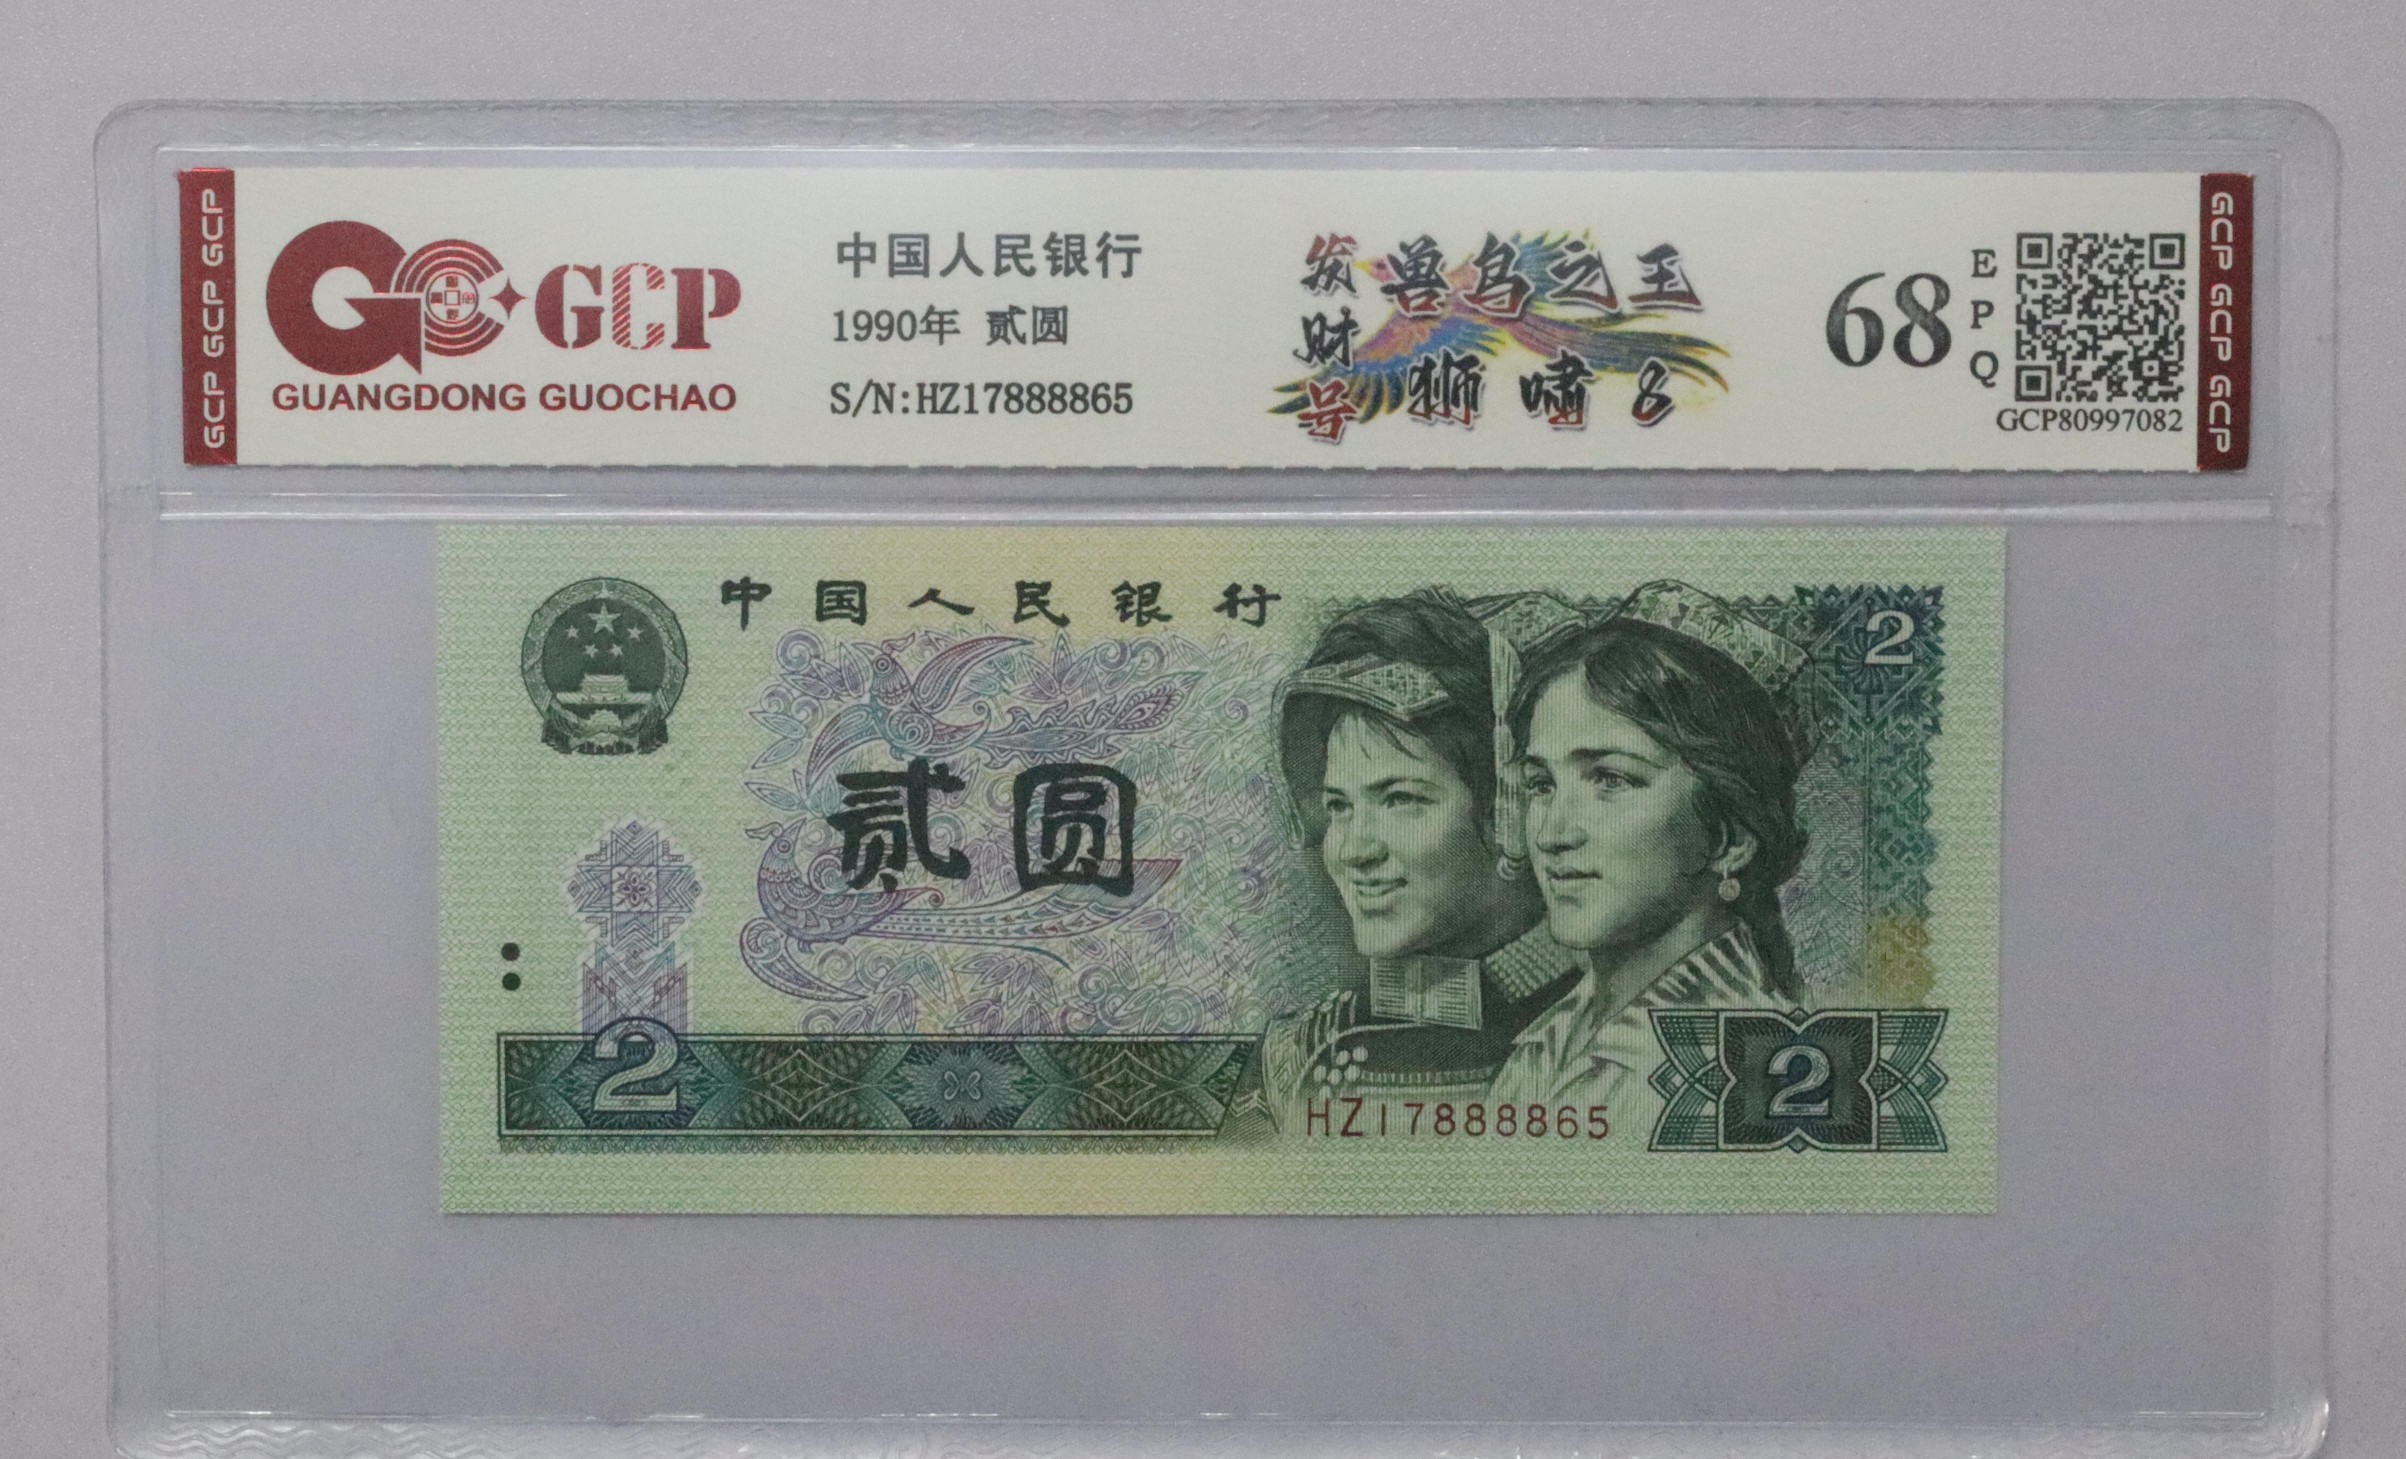 GCP GCP GCP
GCP
GUANGDONG GUOCHAO
中国人民银行
1990年 贰圆
S/N:HZ17888865
发财号
兽鸟之王
狮啸8
68
EPQ
GCP80997082
GCP GCP GCP
中国人民银行
贰圆
2
2
HZ17888865
2